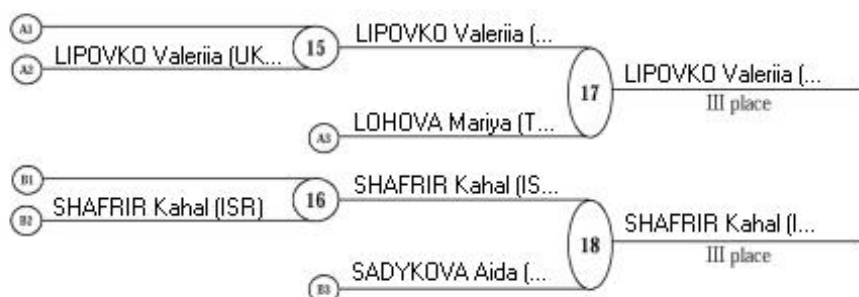 A1
LIPOVKO Valeriia (UK...
A2
15
LIPOVKO Valeriia (...
17
LIPOVKO Valeriia (...
III place
LOHOVA Mariya (T...
A3
B1
SHAFRIR Kahal (ISR)
B2
16
SHAFRIR Kahal (IS...
18
SHAFRIR Kahal (I...
III place
SADYKOVA Aida (...
B3